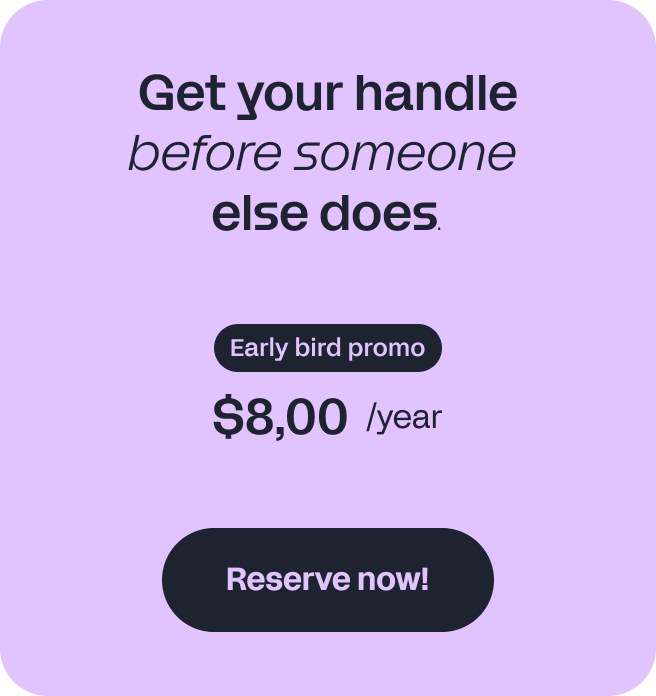 Get your handle
before someone
else does.
Early bird promo
$8,00 /year
Reserve now!